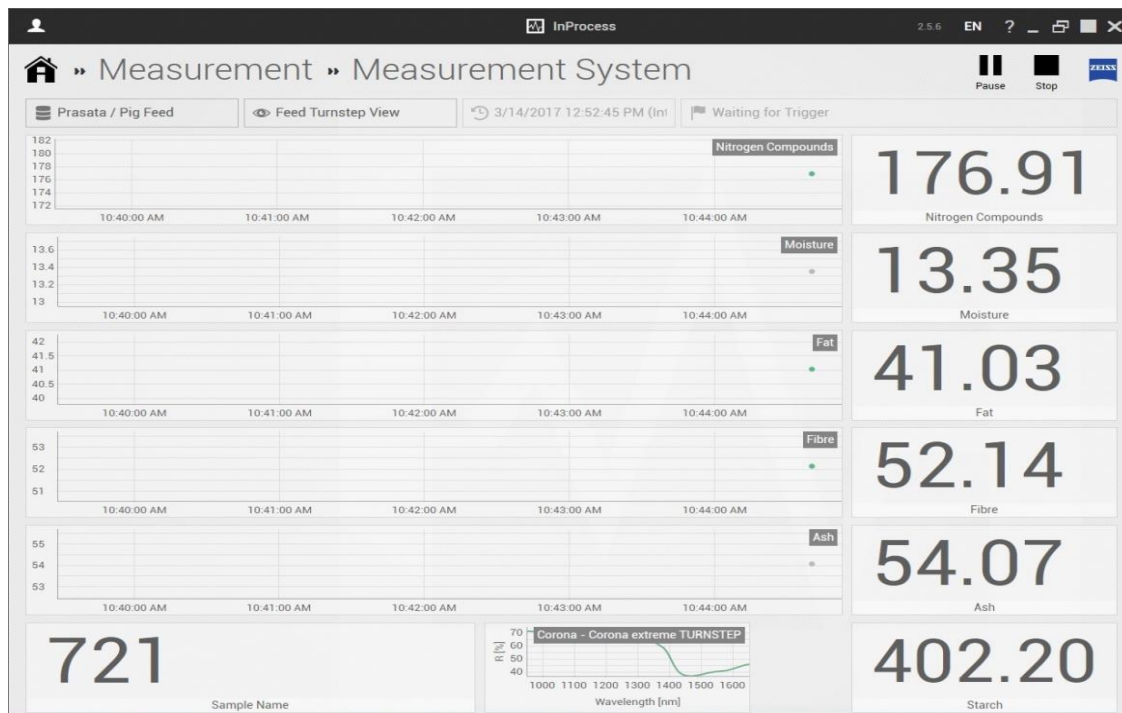 InProcess
2.5.6 EN ?
» Measurement » Measurement System
Pause Stop
ZEISS
Prasata / Pig Feed
Feed Turnstep View
3/14/2017 12:52:45 PM (Int
Waiting for Trigger
182
180
178
176
174
172
Nitrogen Compounds
10:40:00 AM 10:41:00 AM 10:42:00 AM 10:43:00 AM 10:44:00 AM
176.91
Nitrogen Compounds
13.6
13.4
13.2
13
Moisture
10:40:00 AM 10:41:00 AM 10:42:00 AM 10:43:00 AM 10:44:00 AM
13.35
Moisture
42
41.5
41
40.5
40
Fat
10:40:00 AM 10:41:00 AM 10:42:00 AM 10:43:00 AM 10:44:00 AM
41.03
Fat
53
52
51
Fibre
10:40:00 AM 10:41:00 AM 10:42:00 AM 10:43:00 AM 10:44:00 AM
52.14
Fibre
55
54
53
Ash
10:40:00 AM 10:41:00 AM 10:42:00 AM 10:43:00 AM 10:44:00 AM
54.07
Ash
721
Sample Name
R [%]
70
60
50
40
Corona - Corona extreme TURNSTEP
1000 1100 1200 1300 1400 1500 1600
Wavelength [nm]
402.20
Starch